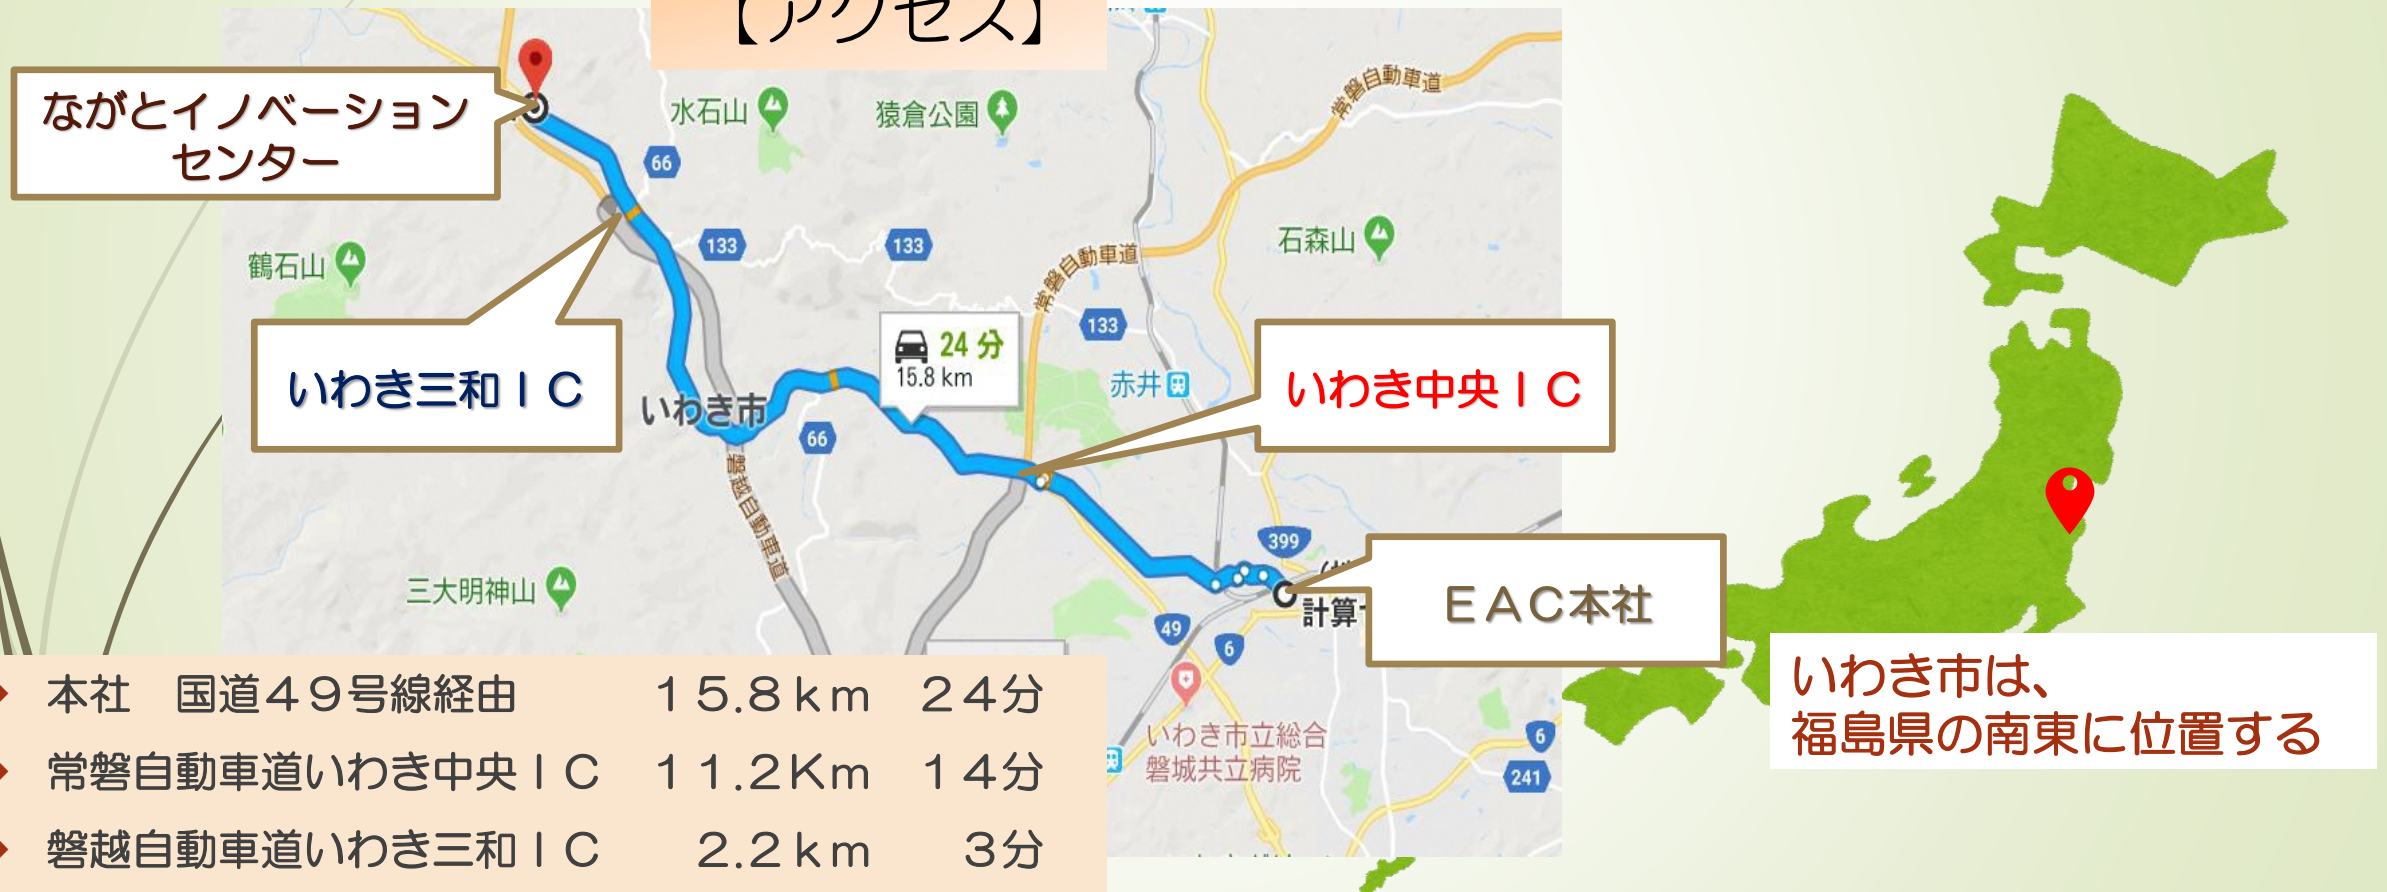 【アクセス】
ながとイノベーション
センター
水石山
猿倉公園
常磐自動車道
66
133
133
石森山
鶴石山
常磐自動車道
133
24 分
15.8 km
赤井
いわき三和ＩＣ
いわき中央ＩＣ
いわき市
66
磐越自動車道
399
三大明神山
計算
ＥＡＣ本社
49
6
いわき市は、
福島県の南東に位置する
本社　国道４９号線経由　１５.８ｋｍ　２４分
常磐自動車道いわき中央ＩＣ　１１.２Ｋｍ　１４分
磐越自動車道いわき三和ＩＣ　２.２ｋｍ　３分
いわき市立総合
磐城共立病院
6
241